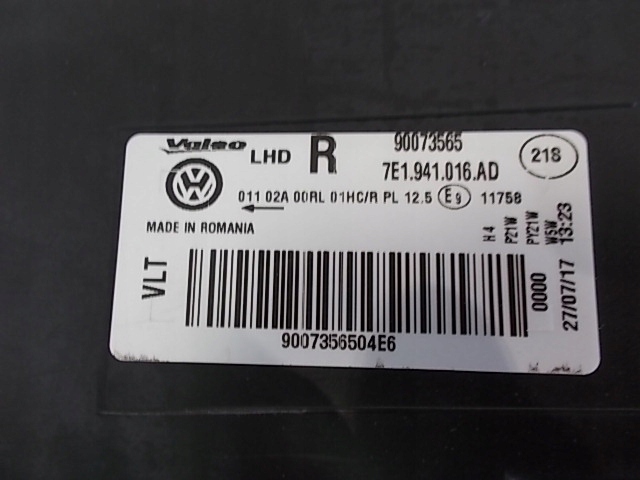 Valeo LHD R 90073565
7E1.941.016.AD 218
011 02A 00RL 01HC/R PL 12.5 E9 11758
MADE IN ROMANIA
VLT
H4
P21W
PY21W
W5W
0000
27/07/17 13:23
9007356504E6